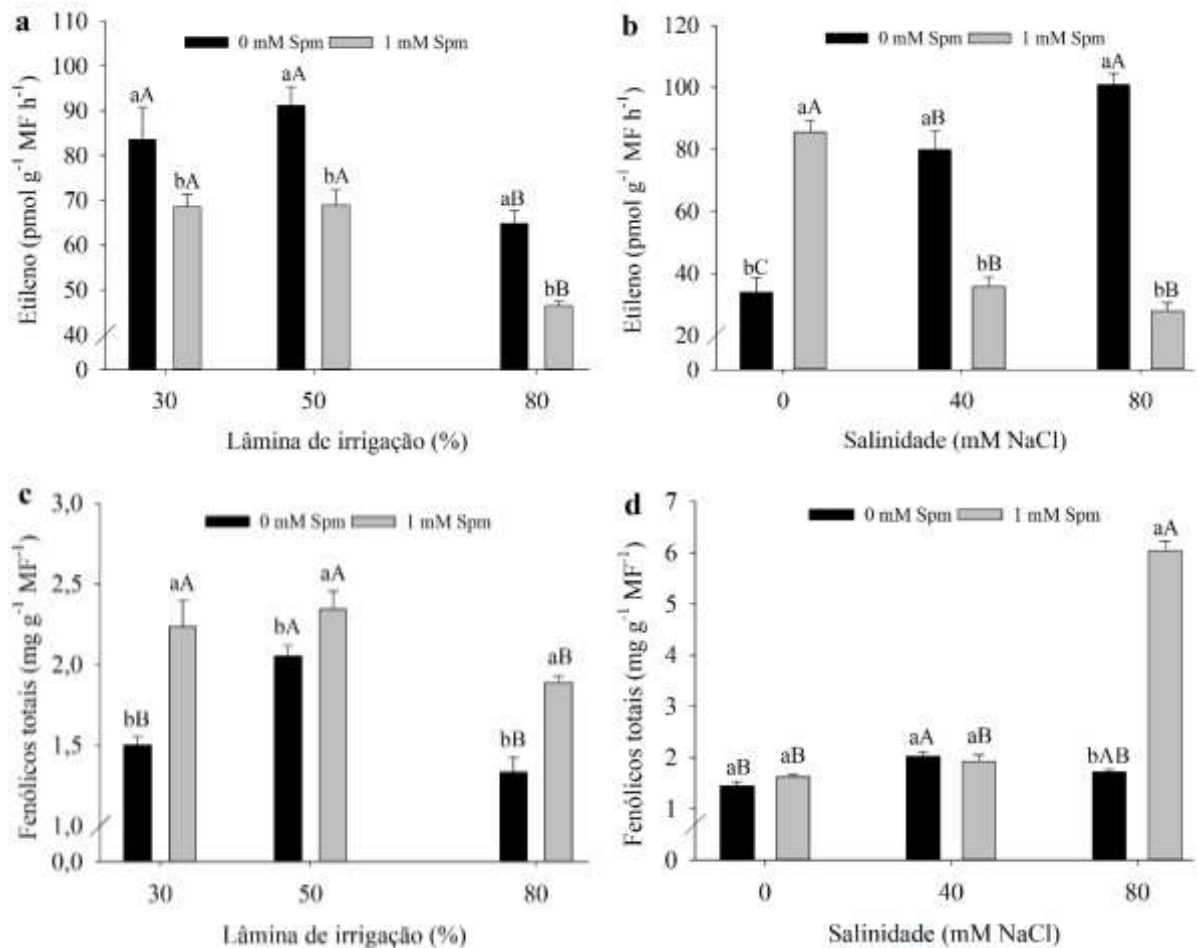 a
110
100
90
80
70
60
50
40
0
Etileno (pmol g⁻¹ MF h⁻¹)
0 mM Spm 1 mM Spm
aA
bA
aA
bA
aB
bB
30 50 80
Lâmina de irrigação (%)
b
120
100
80
60
40
20
0
Etileno (pmol g⁻¹ MF h⁻¹)
0 mM Spm 1 mM Spm
bC
aA
aB
bB
aA
bB
0 40 80
Salinidade (mM NaCl)
c
3,0
2,5
2,0
1,5
1,0
0,0
Fenólicos totais (mg g⁻¹ MF⁻¹)
0 mM Spm 1 mM Spm
bB
aA
bA
aA
bB
aB
30 50 80
Lâmina de irrigação (%)
d
7
6
5
4
3
2
1
0
Fenólicos totais (mg g⁻¹ MF⁻¹)
0 mM Spm 1 mM Spm
aB
aB
aA
aB
bAB
aA
0 40 80
Salinidade (mM NaCl)